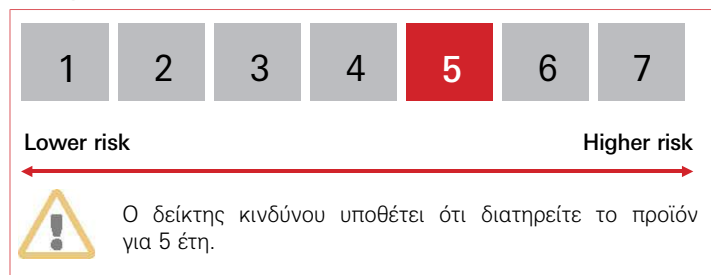 1 2 3 4 5 6 7
Lower risk Higher risk
Ο δείκτης κινδύνου υποθέτει ότι διατηρείτε το προϊόν
για 5 έτη.